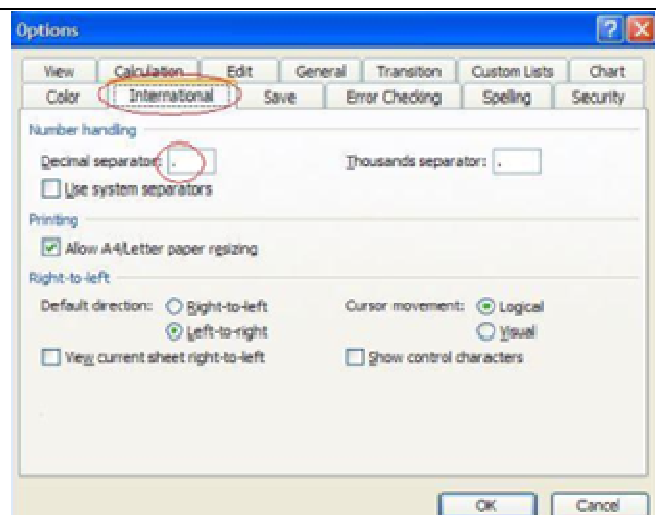 Options
View Calculation Edit General Transition Custom Lists Chart
Color International Save Error Checking Spelling Security
Number handling
Decimal separator: . Thousands separator: .
Use system separators
Printing
Allow A4/Letter paper resizing
Right-to-left
Default direction: Right-to-left Cursor movement: Logical
Left-to-right Visual
View current sheet right-to-left Show control characters
OK Cancel